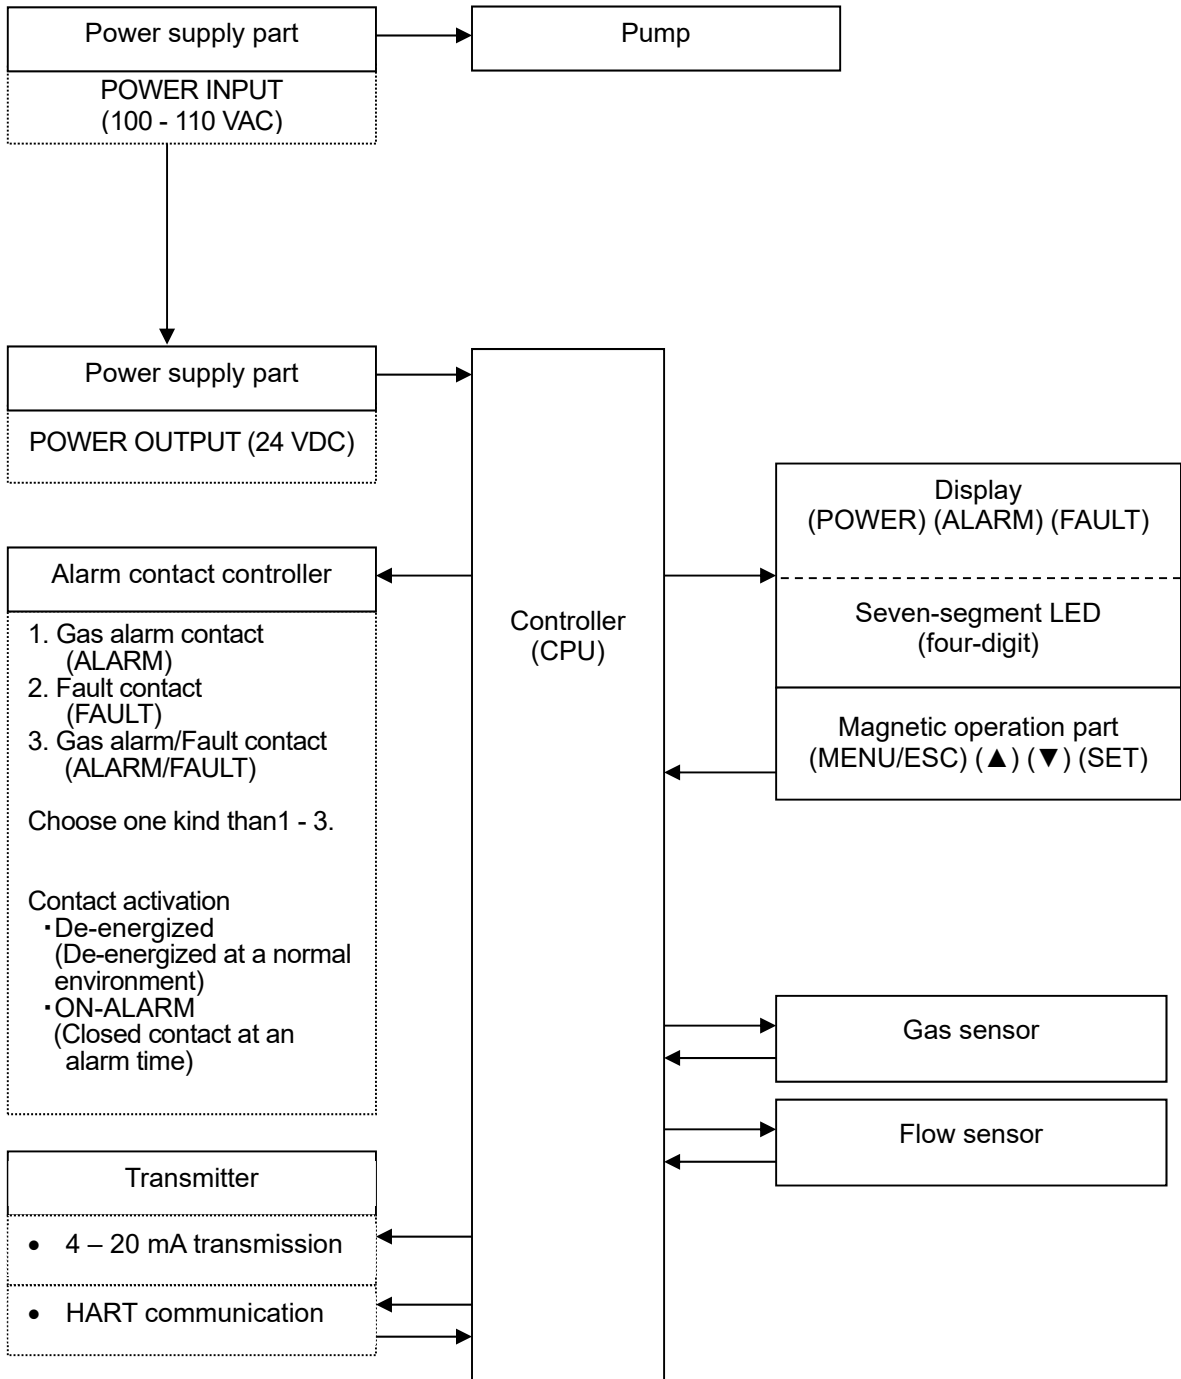 Power supply part
Pump
POWER INPUT
(100 - 110 VAC)
Power supply part
POWER OUTPUT (24 VDC)
Alarm contact controller
1. Gas alarm contact
(ALARM)
2. Fault contact
(FAULT)
3. Gas alarm/Fault contact
(ALARM/FAULT)
Choose one kind than1 - 3.
Contact activation
・De-energized
(De-energized at a normal
environment)
・ON-ALARM
(Closed contact at an
alarm time)
Transmitter
• 4 – 20 mA transmission
• HART communication
Controller
(CPU)
Display
(POWER) (ALARM) (FAULT)
Seven-segment LED
(four-digit)
Magnetic operation part
(MENU/ESC) (▲) (▼) (SET)
Gas sensor
Flow sensor